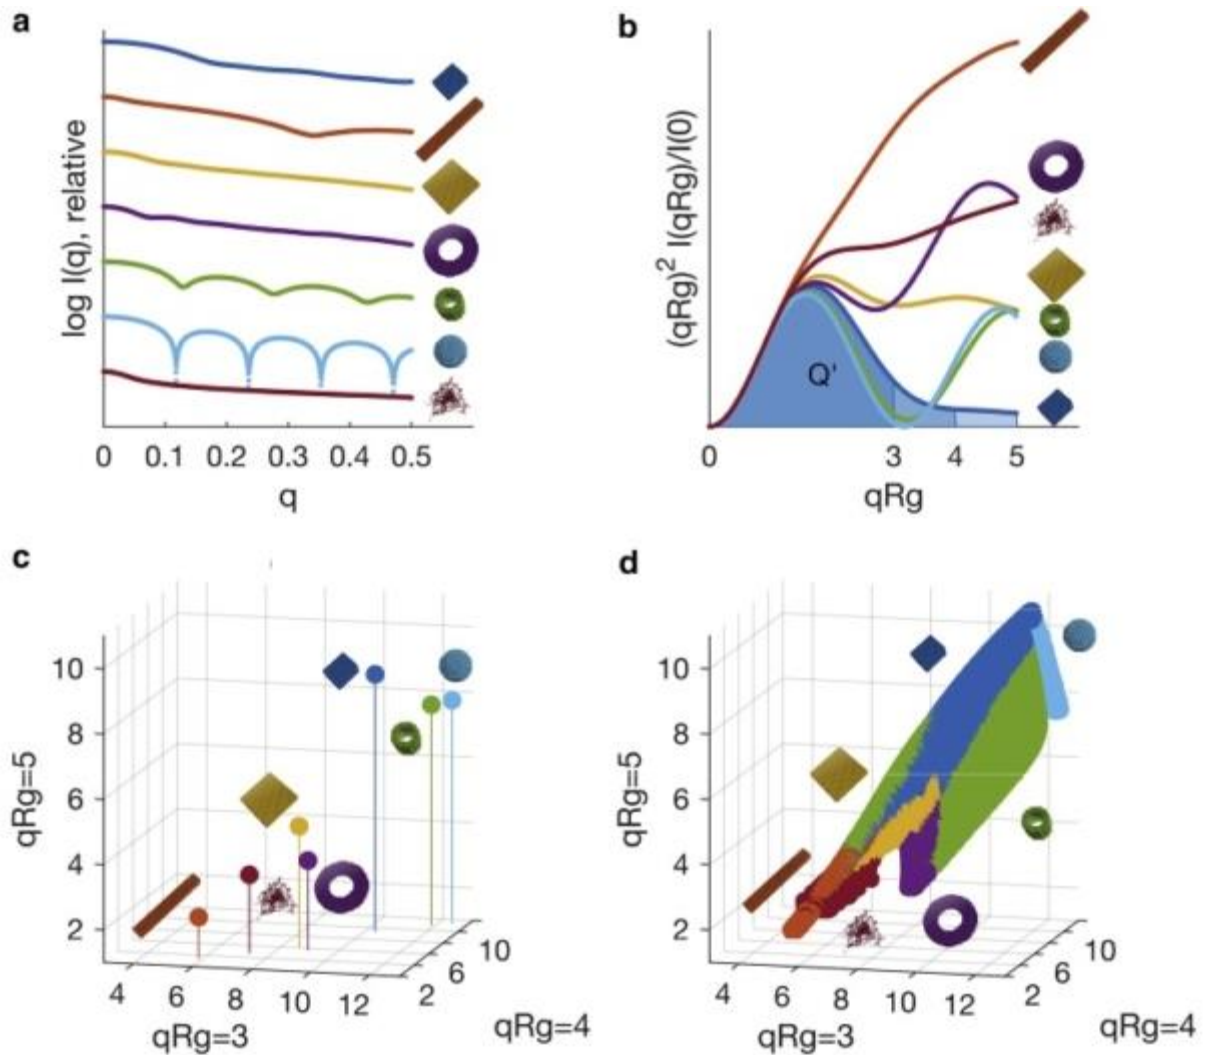 a
log I(q), relative
0 0.1 0.2 0.3 0.4 0.5
q
b
(qRg)² I(qRg)/I(0)
Q'
0 3 4 5
qRg
c
qRg=5
10
8
6
4
2
4 6 8 10 12
2 6 10
qRg=3
qRg=4
d
qRg=5
10
8
6
4
2
4 6 8 10 12
2 6 10
qRg=3
qRg=4